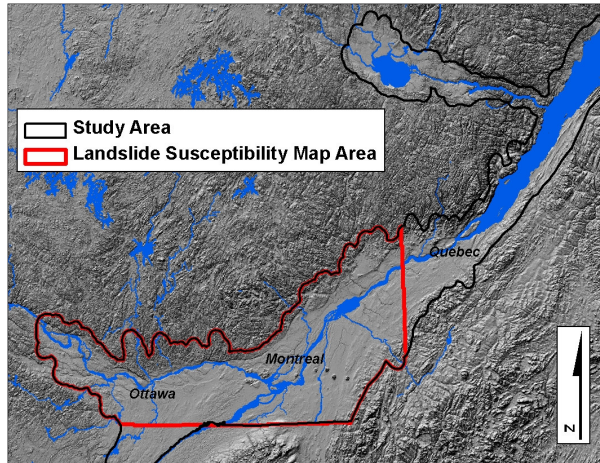 Study Area
Landslide Susceptibility Map Area
Quebec
Montreal
Ottawa
N